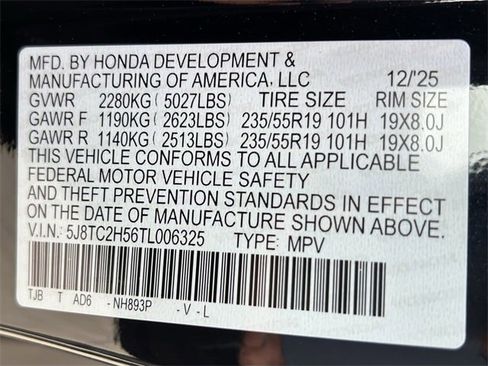 MFD. BY HONDA DEVELOPMENT &
MANUFACTURING OF AMERICA, LLC 12/'25
GVWR 2280KG (5027LBS) TIRE SIZE RIM SIZE
GAWR F 1190KG (2623LBS) 235/55R19 101H 19X8.0J
GAWR R 1140KG (2513LBS) 235/55R19 101H 19X8.0J
THIS VEHICLE CONFORMS TO ALL APPLICABLE
FEDERAL MOTOR VEHICLE SAFETY
AND THEFT PREVENTION STANDARDS IN EFFECT
ON THE DATE OF MANUFACTURE SHOWN ABOVE.
V.I.N.: 5J8TC2H56TL006325 TYPE: MPV
TJB T AD6 - NH893P - V - L